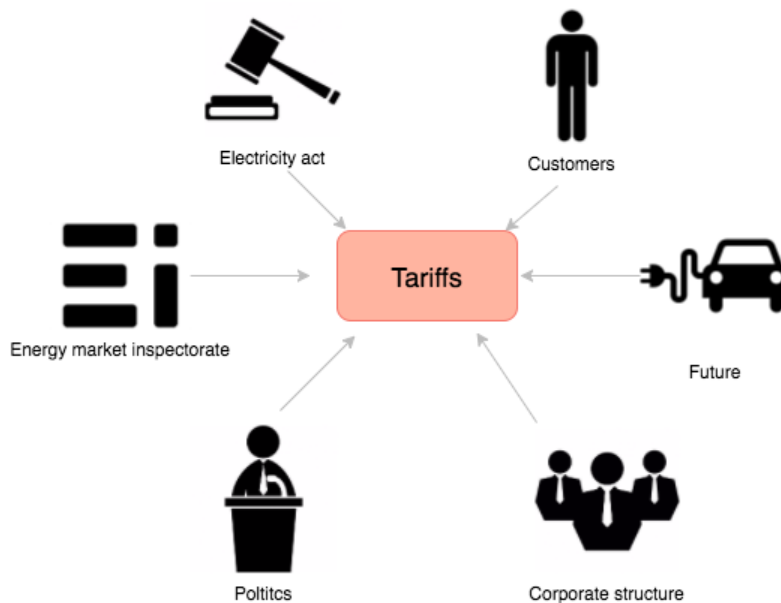 Electricity act
Customers
Tariffs
Energy market inspectorate
Future
Poltitcs
Corporate structure